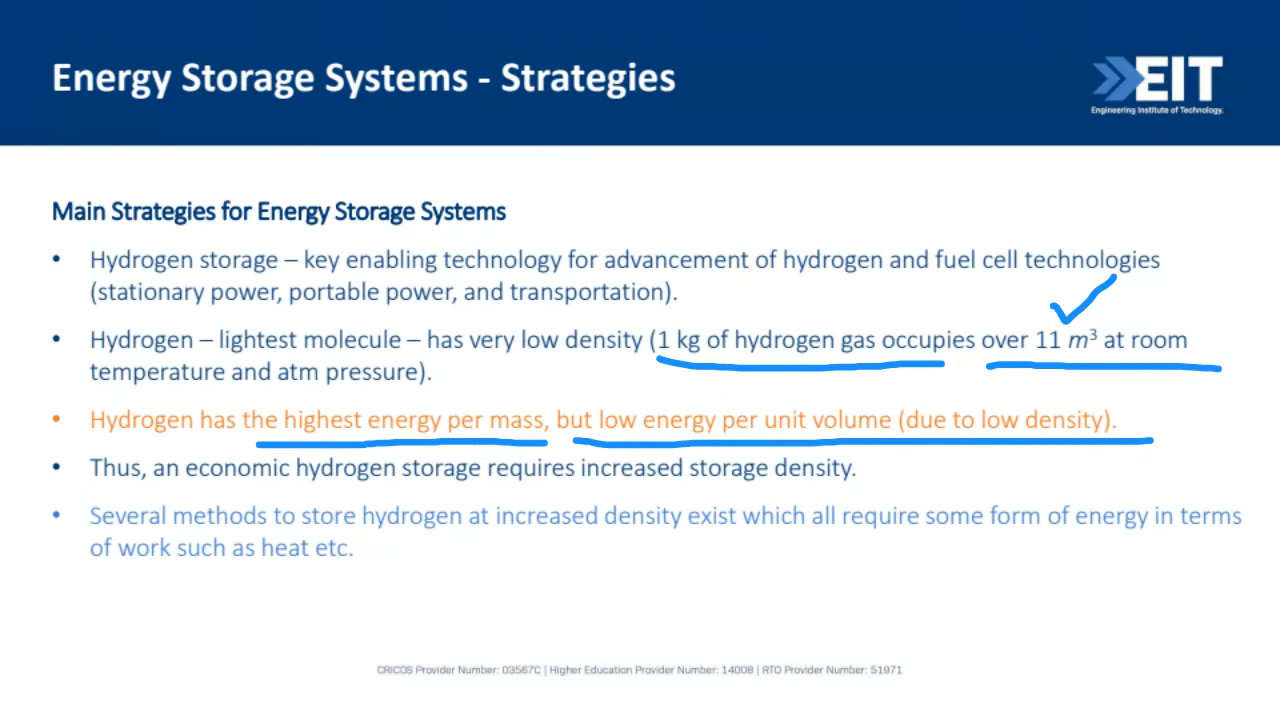 Energy Storage Systems - Strategies
EIT
Engineering Institute of Technology.
Main Strategies for Energy Storage Systems
• Hydrogen storage – key enabling technology for advancement of hydrogen and fuel cell technologies
(stationary power, portable power, and transportation).
• Hydrogen – lightest molecule – has very low density (1 kg of hydrogen gas occupies over 11 m³ at room
temperature and atm pressure).
• Hydrogen has the highest energy per mass, but low energy per unit volume (due to low density).
• Thus, an economic hydrogen storage requires increased storage density.
• Several methods to store hydrogen at increased density exist which all require some form of energy in terms
of work such as heat etc.
CRICOS Provider Number: 03567C | Higher Education Provider Number: 14008 | RTO Provider Number: 51971